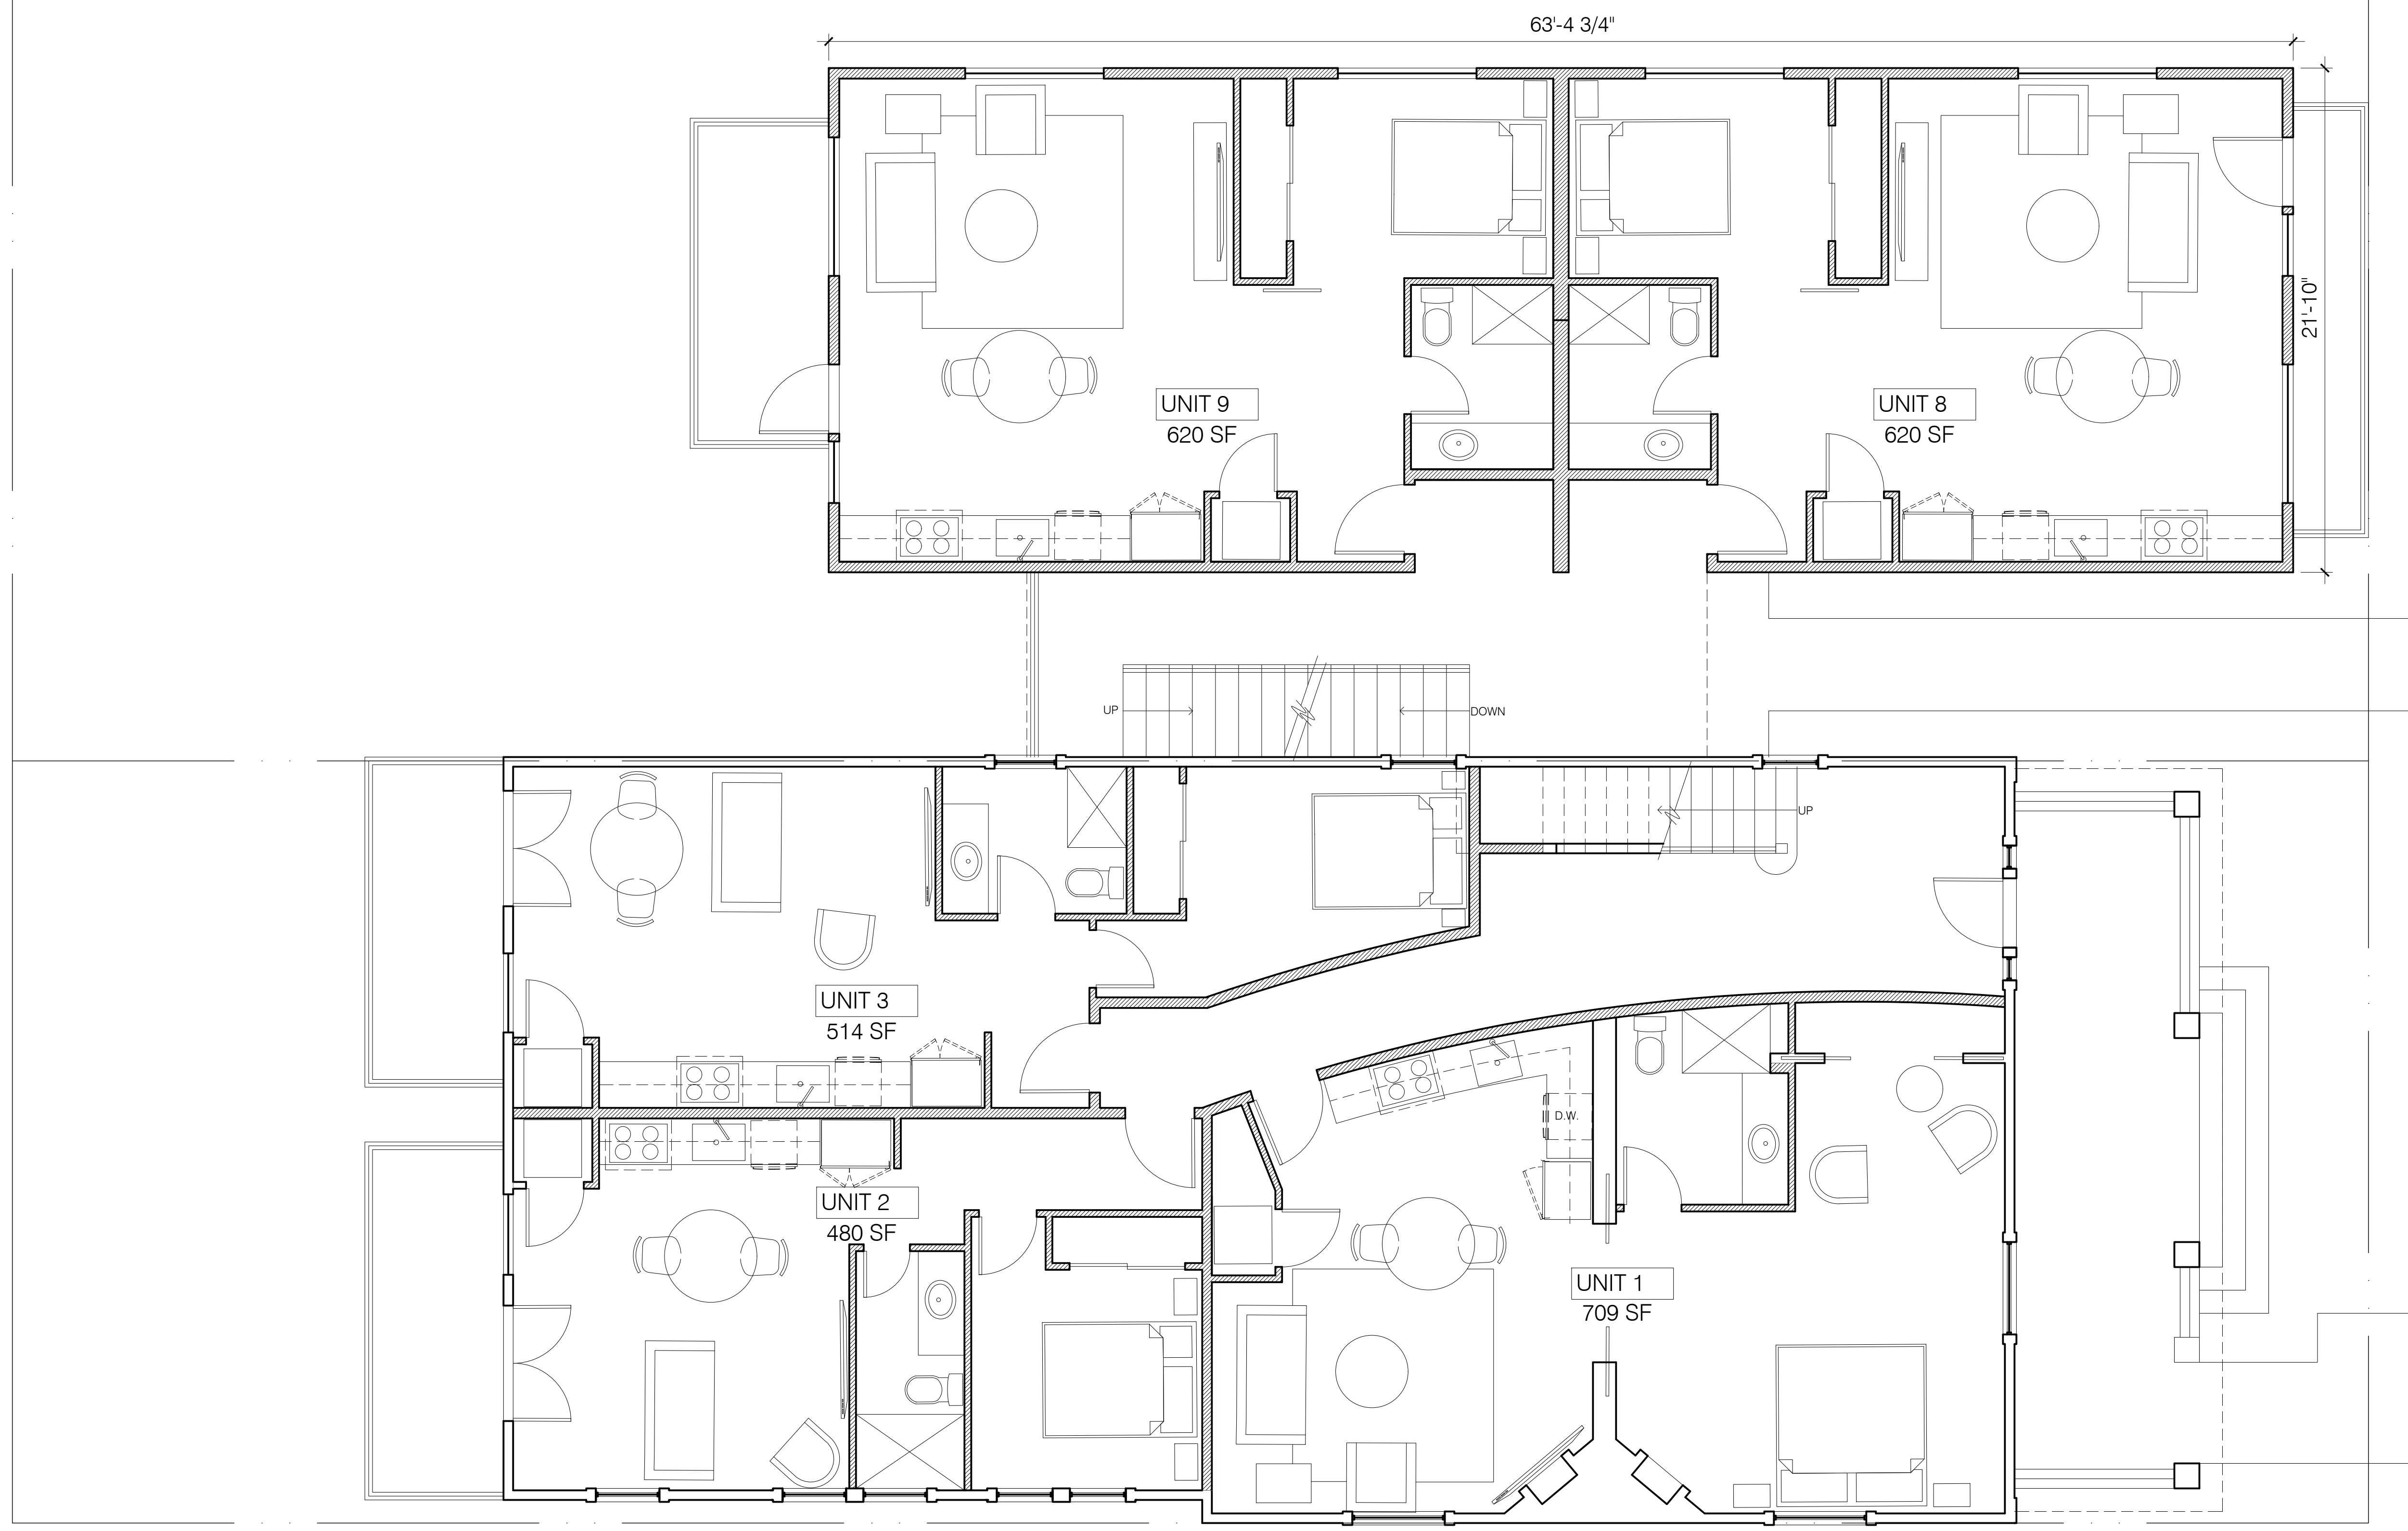 63'-4 3/4"
21'-10"
UNIT 9
620 SF
UNIT 8
620 SF
UP
DOWN
UP
UNIT 3
514 SF
D.W.
UNIT 2
480 SF
UNIT 1
709 SF